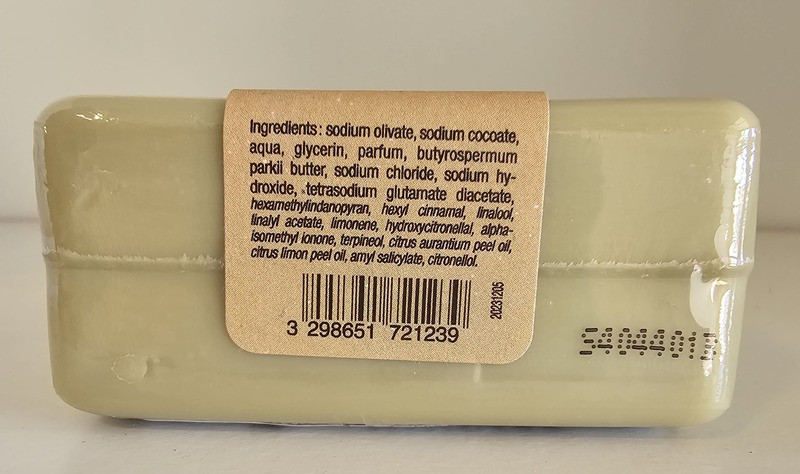 Ingredients: sodium olivate, sodium cocoate,
aqua, glycerin, parfum, butyrospermum
parkii butter, sodium chloride, sodium hy-
droxide, tetrasodium glutamate diacetate,
hexamethylindanopyran, hexyl cinnamal, linalool,
linalyl acetate, limonene, hydroxycitronellal, alpha-
isomethyl ionone, terpineol, citrus aurantium peel oil,
citrus limon peel oil, amyl salicylate, citronellol.
20231205
3 298651 721239